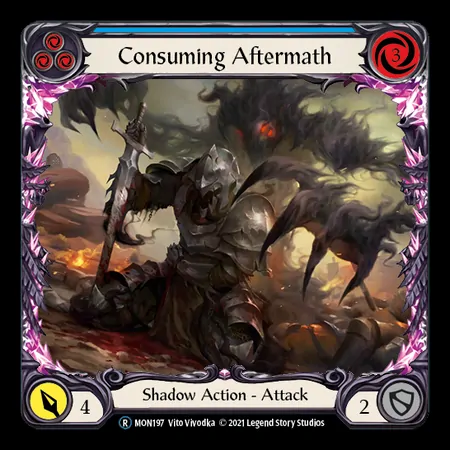 Consuming Aftermath
3
Shadow Action - Attack
4
2
R MON197 Vito Vivodka © 2021 Legend Story Studios